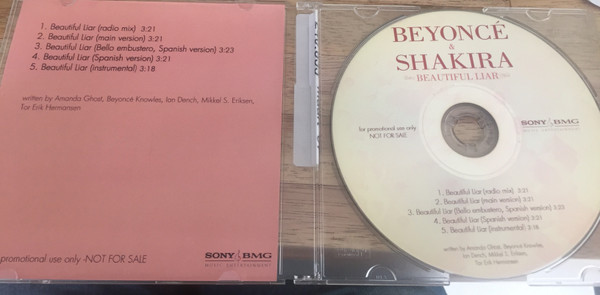 1. Beautiful Liar (radio mix) 3:21
2. Beautiful Liar (main version) 3:21
3. Beautiful Liar (Bello embustero, Spanish version) 3:23
4. Beautiful Liar (Spanish version) 3:21
5. Beautiful Liar (instrumental) 3:18
written by Amanda Ghost, Beyoncé Knowles, Ian Dench, Mikkel S. Eriksen,
Tor Erik Hermansen
promotional use only -NOT FOR SALE
SONY BMG
MUSIC ENTERTAINMENT
BEYONCÉ
&
SHAKIRA
BEAUTIFUL LIAR
for promotional use only
NOT FOR SALE
SONY BMG
MUSIC ENTERTAINMENT
1. Beautiful Liar (radio mix) 3:21
2. Beautiful Liar (main version) 3:21
3. Beautiful Liar (Bello embustero, Spanish version) 3:23
4. Beautiful Liar (Spanish version) 3:21
5. Beautiful Liar (instrumental) 3:18
written by Amanda Ghost, Beyoncé Knowles,
Ian Dench, Mikkel S. Eriksen,
Tor Erik Hermansen